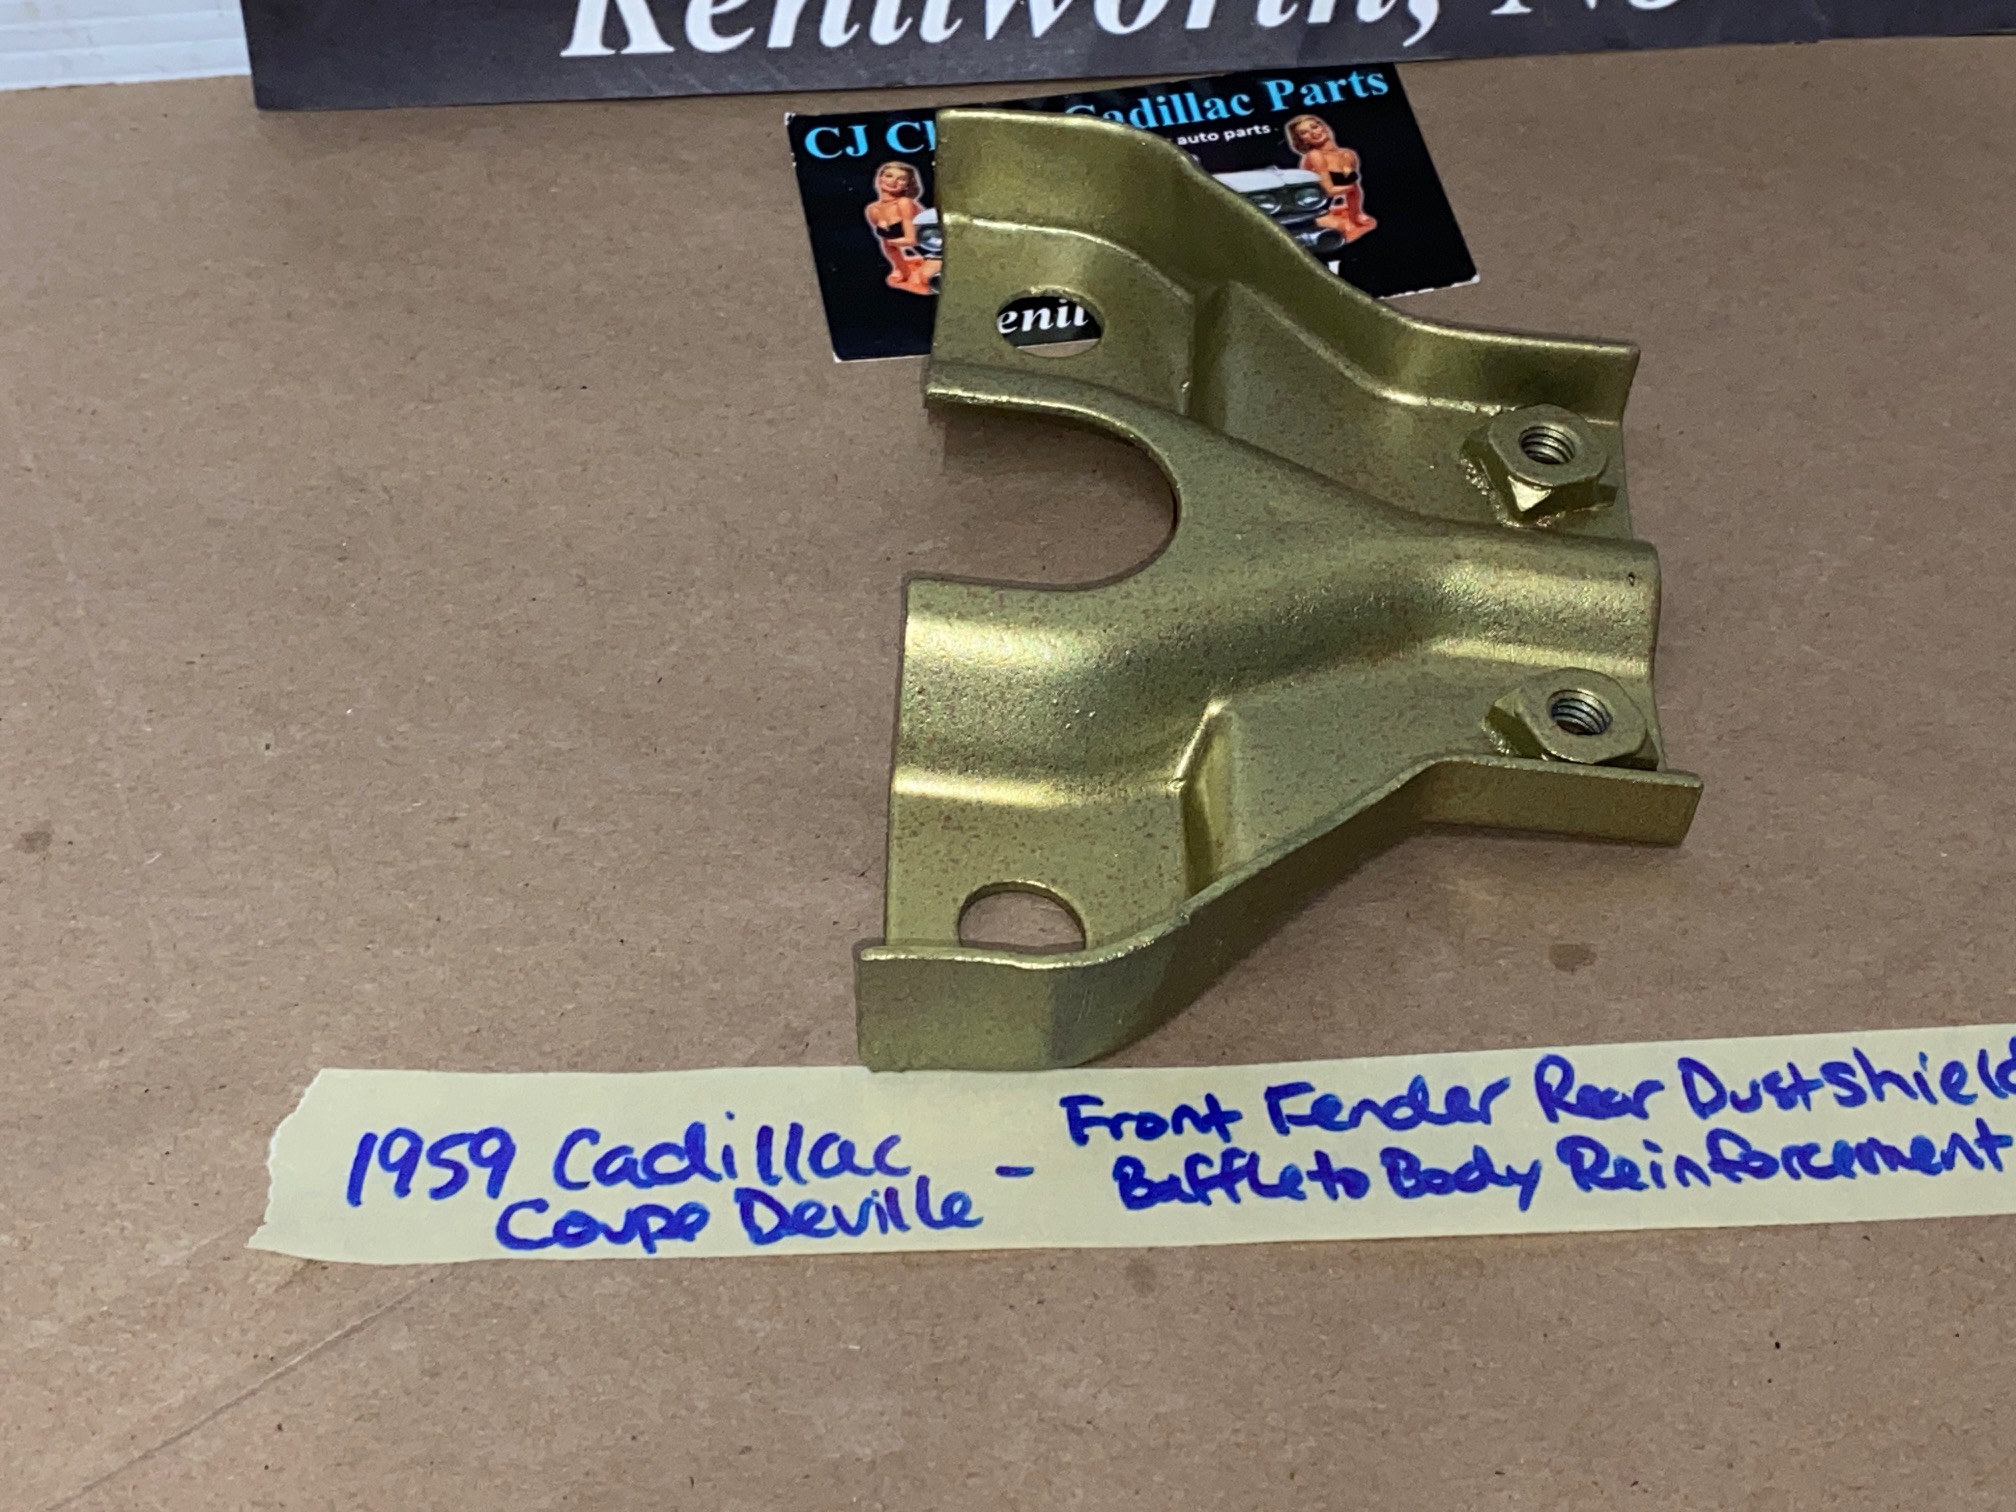 Kenilworth, NJ
CJ Cl Cadillac Parts
auto parts
enil
1959 Cadillac - Front Fender Rear Dustshield
Coupe Deville Baffle to Body Reinforcement